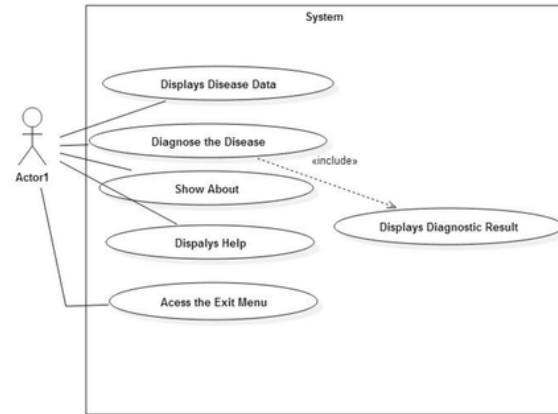 System
Displays Disease Data
Diagnose the Disease
«include»
Actor1
Show About
Displays Diagnostic Result
Dispalys Help
Acess the Exit Menu